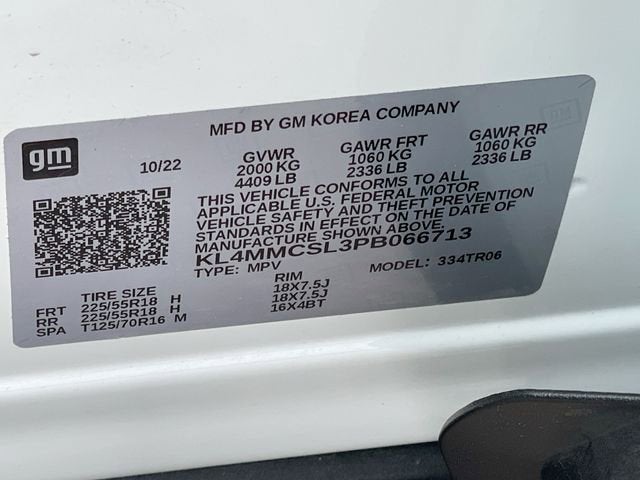 MFD BY GM KOREA COMPANY
gm
10/22
GVWR GAWR FRT GAWR RR
2000 KG 1060 KG 1060 KG
4409 LB 2336 LB 2336 LB
THIS VEHICLE CONFORMS TO ALL
APPLICABLE U.S. FEDERAL MOTOR
VEHICLE SAFETY AND THEFT PREVENTION
STANDARDS IN EFFECT ON THE DATE OF
MANUFACTURE SHOWN ABOVE.
KL4MMCSL3PB066713
TYPE: MPV MODEL: 334TR06
TIRE SIZE RIM
FRT 225/55R18 H 18X7.5J
RR 225/55R18 H 18X7.5J
SPA T125/70R16 M 16X4BT